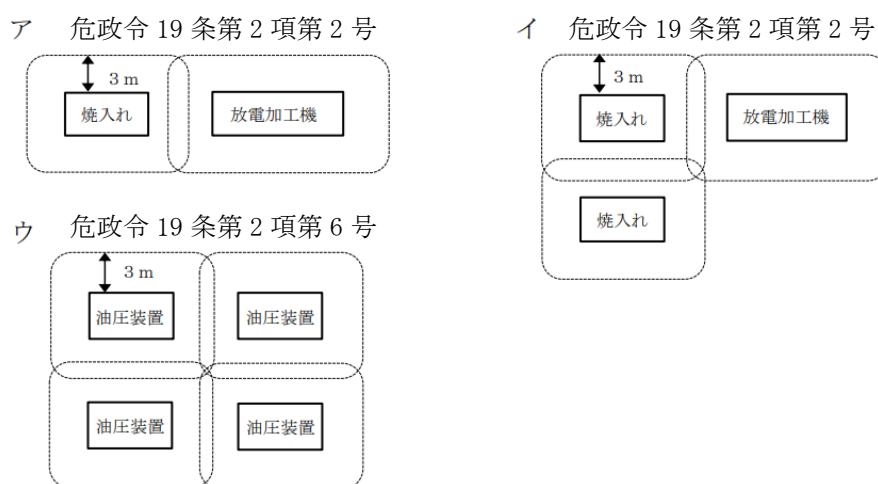 ア 危政令 19 条第 2 項第 2 号
3 m
焼入れ
放電加工機
イ 危政令 19 条第 2 項第 2 号
3 m
焼入れ
放電加工機
焼入れ
ウ 危政令 19 条第 2 項第 6 号
3 m
油圧装置
油圧装置
油圧装置
油圧装置